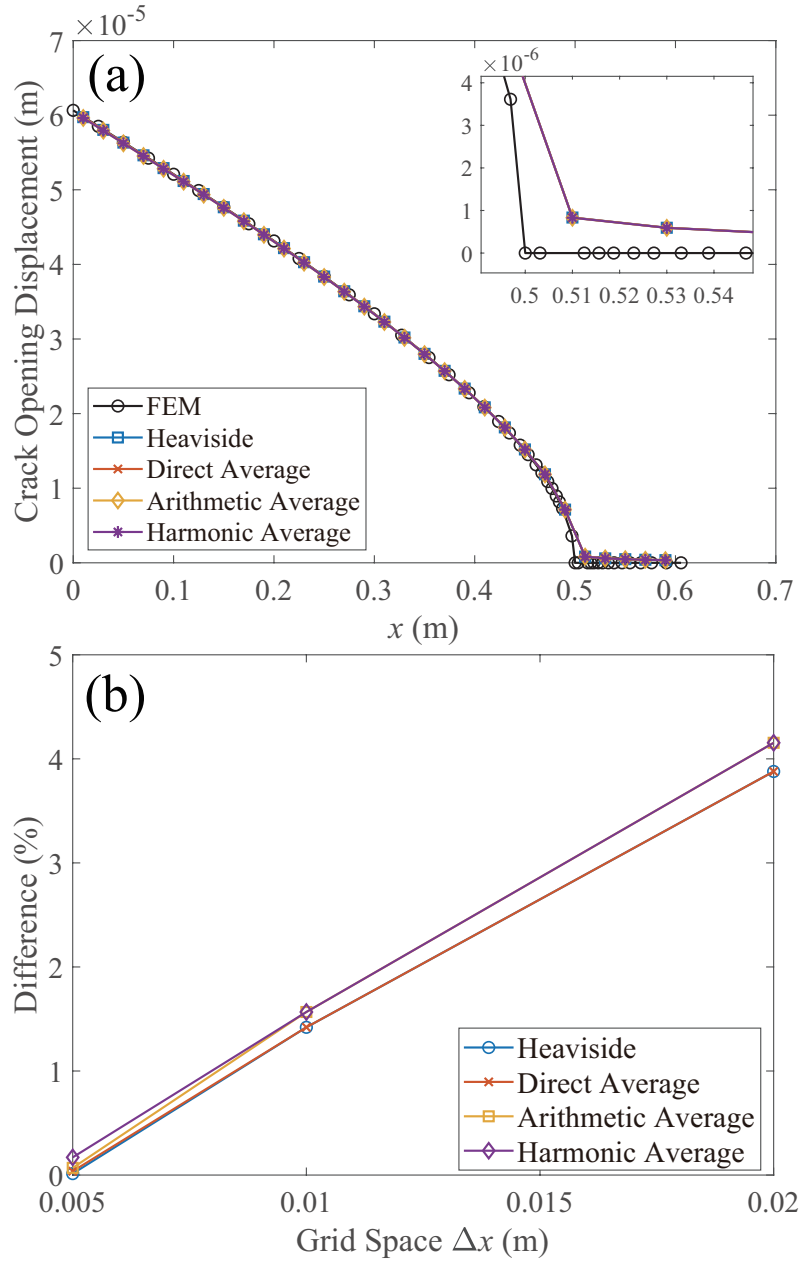 ×10⁻⁵
(a)
7
6
5
4
3
2
1
0
Crack Opening Displacement (m)
×10⁻⁶
4
3
2
1
0
0.5 0.51 0.52 0.53 0.54
FEM
Heaviside
Direct Average
Arithmetic Average
Harmonic Average
0 0.1 0.2 0.3 0.4 0.5 0.6 0.7
x (m)
(b)
5
4
3
2
1
0
Difference (%)
Heaviside
Direct Average
Arithmetic Average
Harmonic Average
0.005 0.01 0.015 0.02
Grid Space Δx (m)